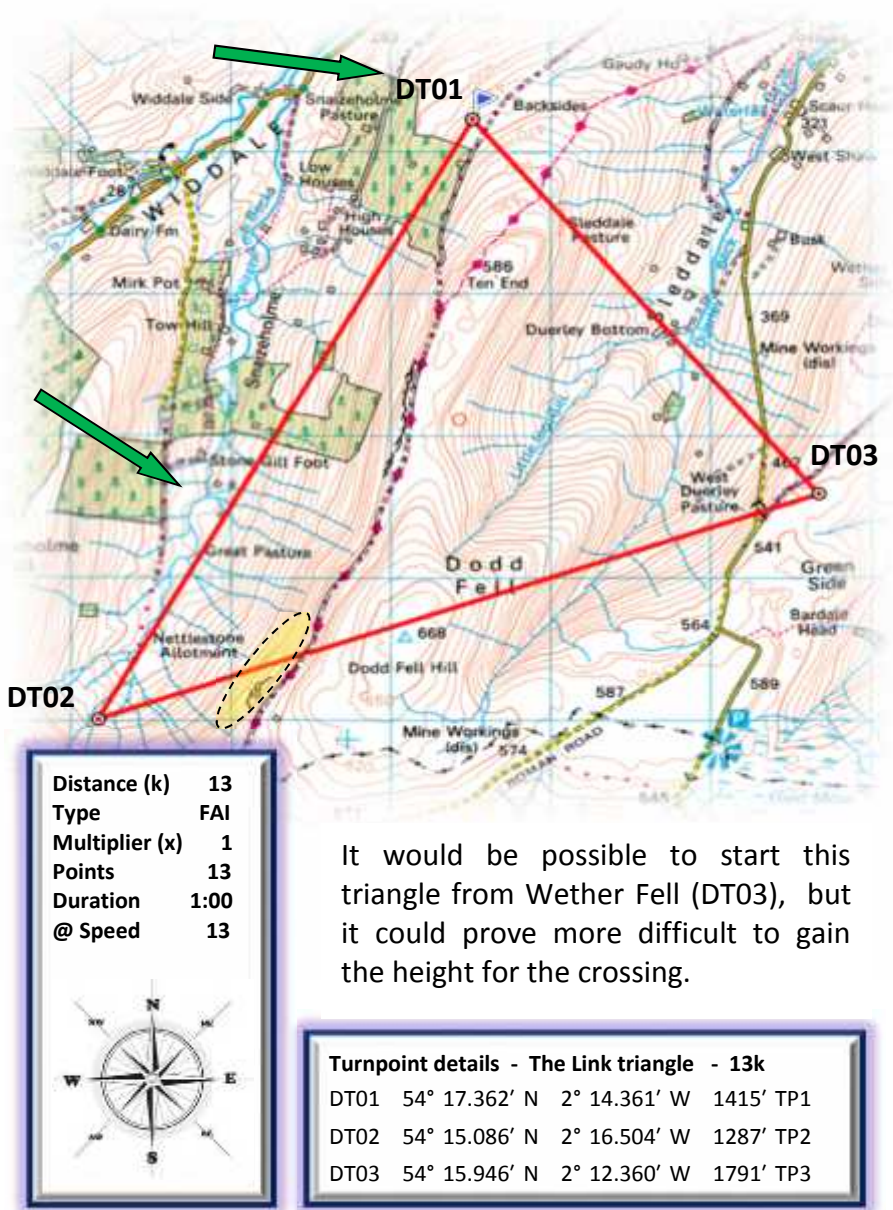 DT01
Gaudy Ho
Widdale Side
Snaizeholme
Pasture
Backsides
Waterfall
Scaur
323
West Shaw
Widdale Foot
WIDDALE
Low
Houses
High
Houses
Dairy Fm
Sleddale
Pasture
Busk
586
Ten End
Mirk Pot
Sleddale
Snaizeholme
Tow Hill
Duerley Bottom
369
Mine Workings
(dis)
DT03
Stone Gill Foot
West
Duerley
Pasture
Great Pasture
541
Dodd
Fell
Green
Side
Bardale
Head
564
Nettlestone
Allotment
668
Dodd Fell Hill
589
587
DT02
Mine Workings
(dis)
574
ROMAN ROAD
P
Distance (k) 13
Type FAI
Multiplier (x) 1
Points 13
Duration 1:00
@ Speed 13
N
W E
S
It would be possible to start this
triangle from Wether Fell (DT03), but
it could prove more difficult to gain
the height for the crossing.
Turnpoint details - The Link triangle - 13k
DT01 54° 17.362′ N 2° 14.361′ W 1415′ TP1
DT02 54° 15.086′ N 2° 16.504′ W 1287′ TP2
DT03 54° 15.946′ N 2° 12.360′ W 1791′ TP3